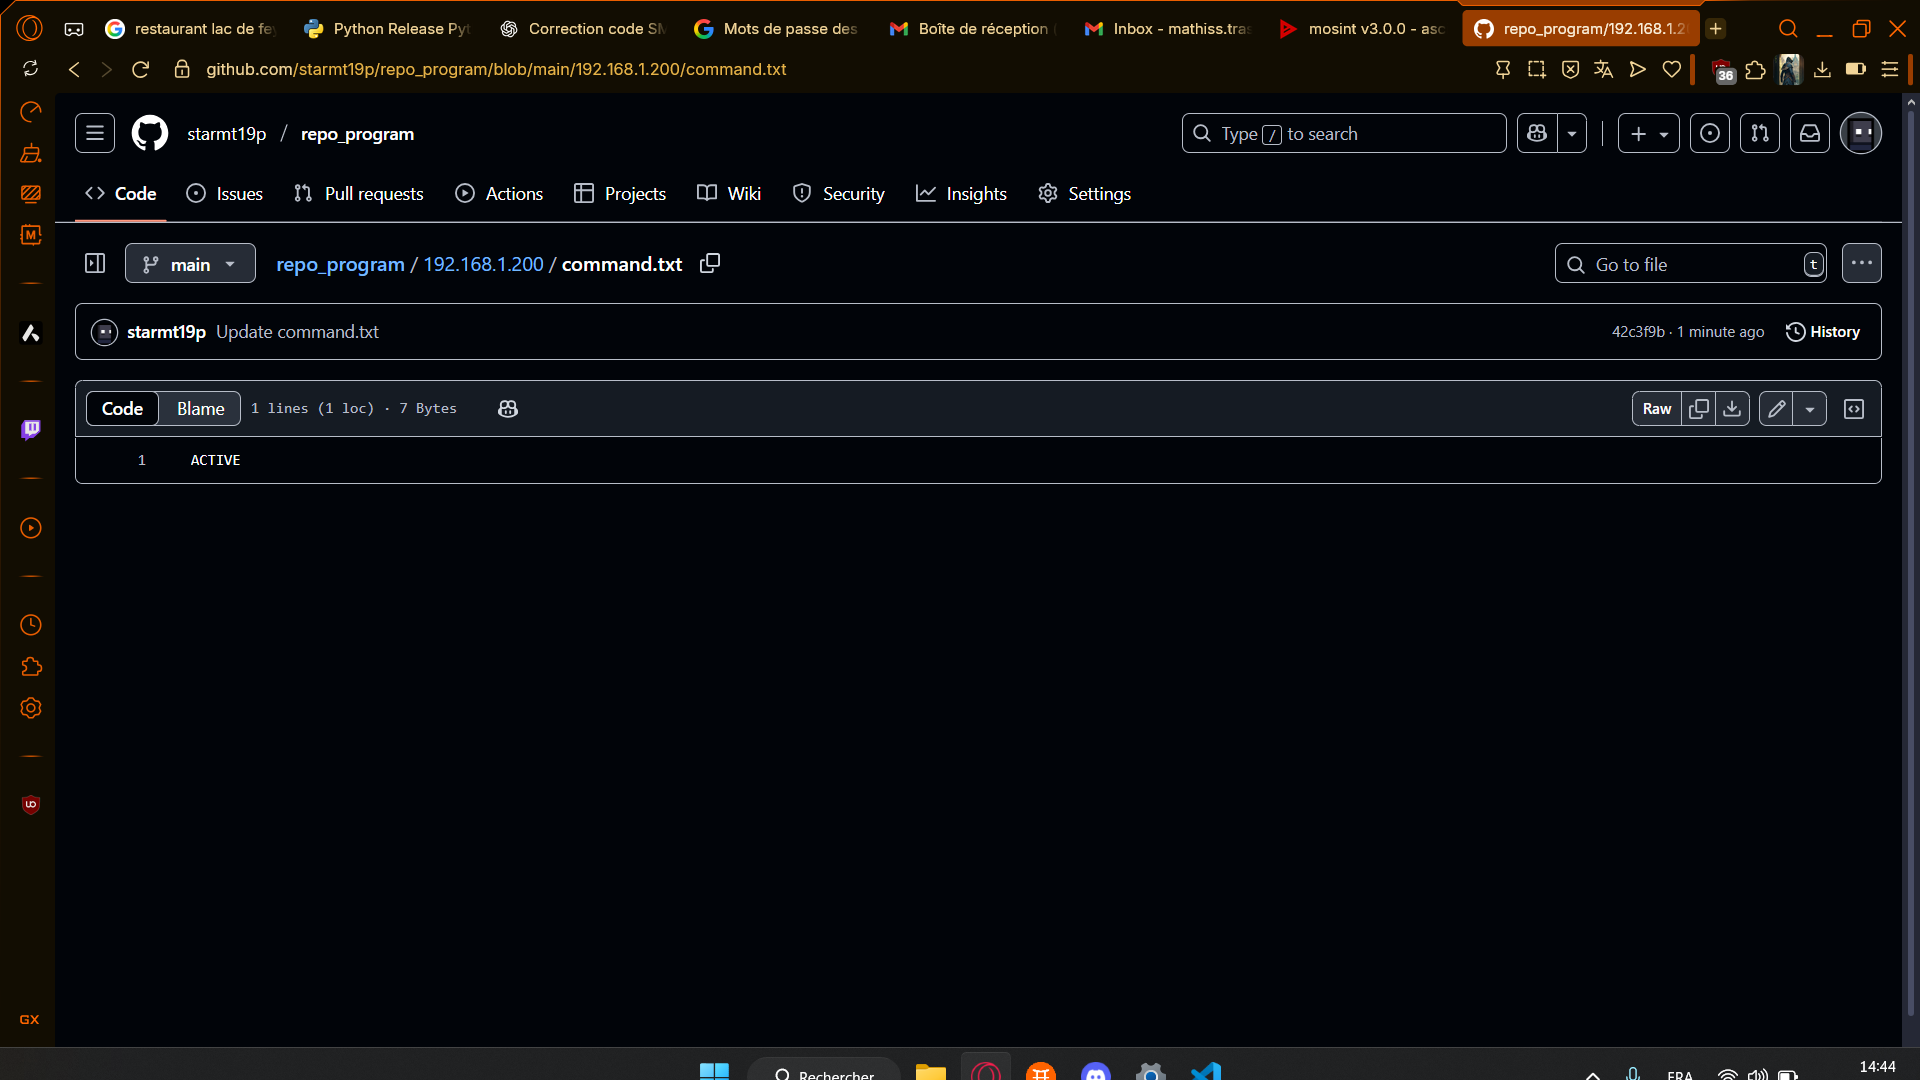 restaurant lac de fey
Python Release Pyt
Correction code SM
Mots de passe des
Boîte de réception
Inbox - mathiss.tras
mosint v3.0.0 - asc
repo_program/192.168.1.2
github.com/starmt19p/repo_program/blob/main/192.168.1.200/command.txt
36
starmt19p / repo_program
Type / to search
Code
Issues
Pull requests
Actions
Projects
Wiki
Security
Insights
Settings
main
repo_program / 192.168.1.200 / command.txt
Go to file
t
starmt19p Update command.txt
42c3f9b · 1 minute ago
History
Code
Blame
1 lines (1 loc) · 7 Bytes
Raw
1 ACTIVE
GX
Rechercher
FRA
14:44